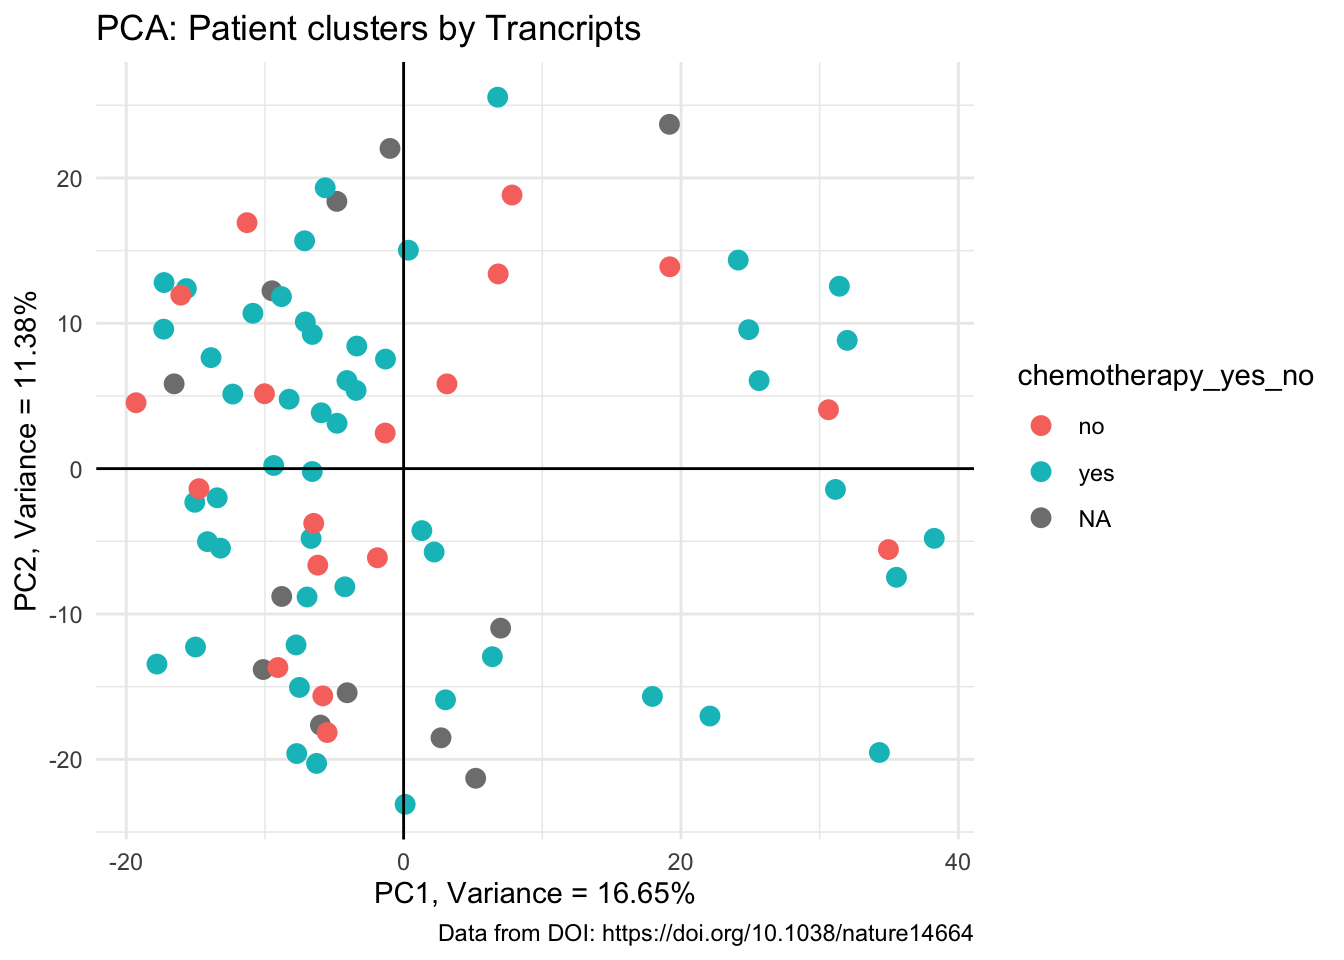 PCA: Patient clusters by Trancripts
PC2, Variance = 11.38%
20
10
0
-10
-20
-20
0
20
40
PC1, Variance = 16.65%
chemotherapy_yes_no
no
yes
NA
Data from DOI: https://doi.org/10.1038/nature14664